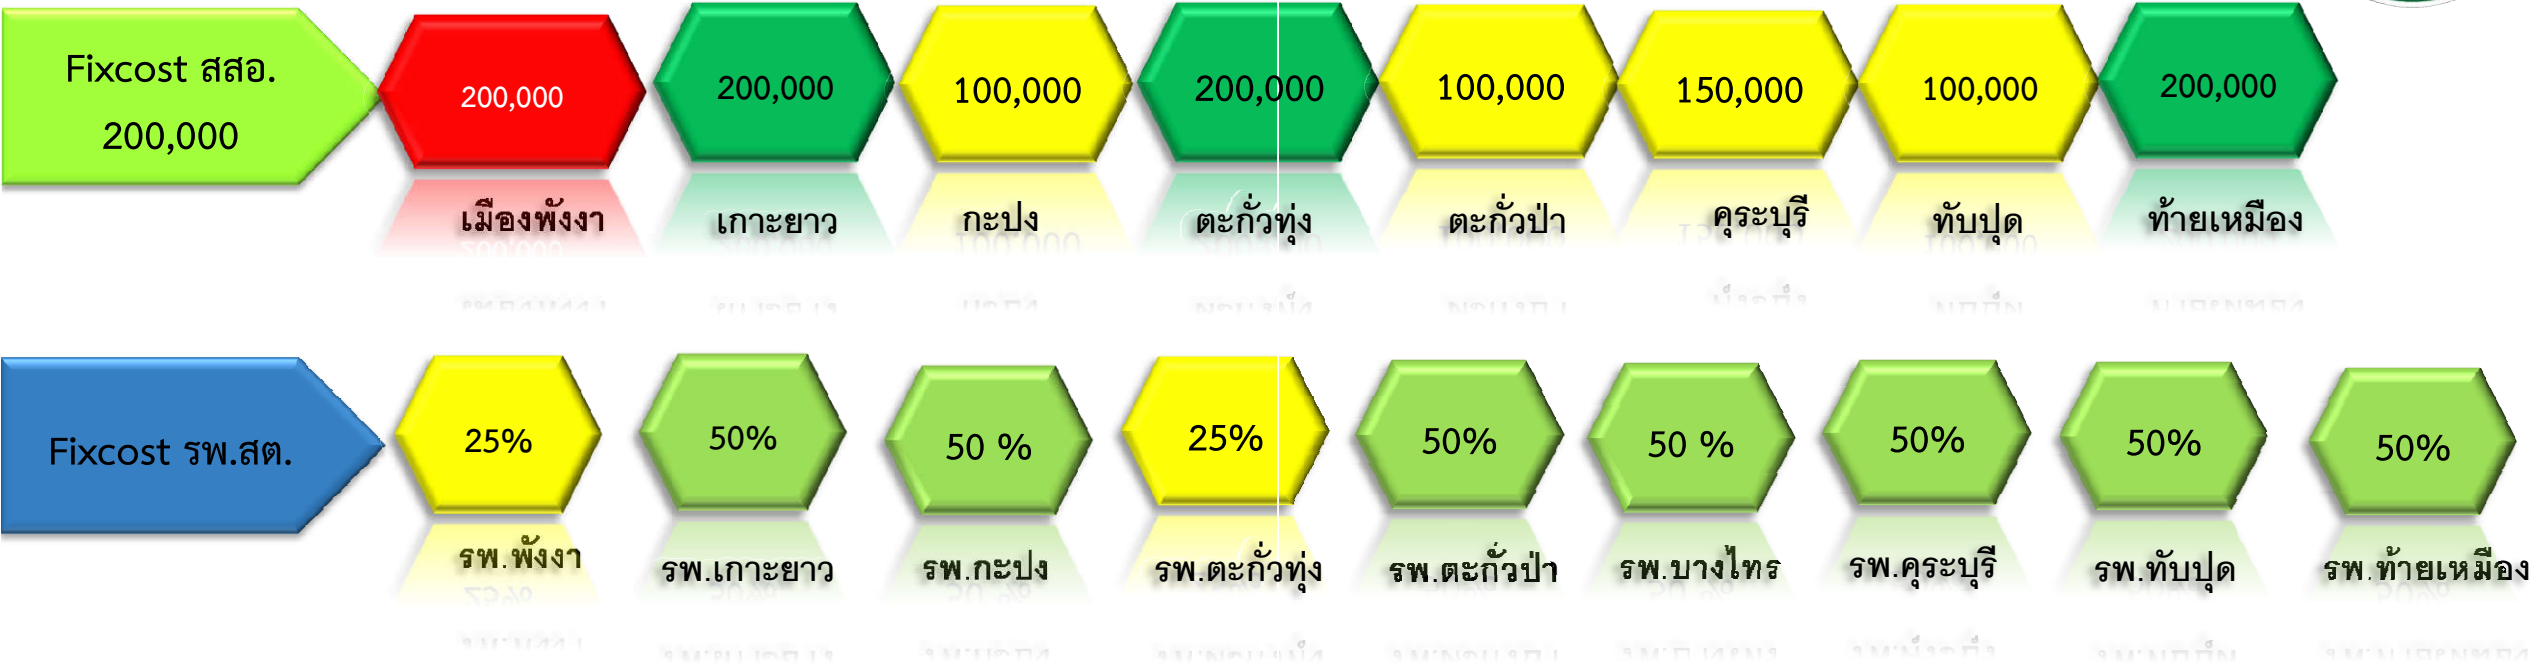 Fixcost สสอ.
200,000
200,000
200,000
100,000
200,000
100,000
150,000
100,000
200,000
เมืองพังงา
เกาะยาว
กะปง
ตะกั่วทุ่ง
ตะกั่วป่า
คุระบุรี
ทับปุด
ท้ายเหมือง
Fixcost รพ.สต.
25%
50%
50 %
25%
50%
50 %
50%
50%
50%
รพ.พังงา
รพ.เกาะยาว
รพ.กะปง
รพ.ตะกั่วทุ่ง
รพ.ตะกั่วป่า
รพ.บางไทร
รพ.คุระบุรี
รพ.ทับปุด
รพ.ท้ายเหมือง